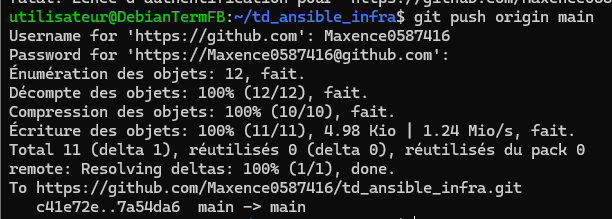 fatal: Échec d'authentification pour 'https://github.com/Maxence0587416
utilisateur@DebianTermFB:~/td_ansible_infra$ git push origin main
Username for 'https://github.com': Maxence0587416
Password for 'https://Maxence0587416@github.com':
Énumération des objets: 12, fait.
Décompte des objets: 100% (12/12), fait.
Compression des objets: 100% (10/10), fait.
Écriture des objets: 100% (11/11), 4.98 Kio | 1.24 Mio/s, fait.
Total 11 (delta 1), réutilisés 0 (delta 0), réutilisés du pack 0
remote: Resolving deltas: 100% (1/1), done.
To https://github.com/Maxence0587416/td_ansible_infra.git
   c41e72e..7a54da6  main -> main